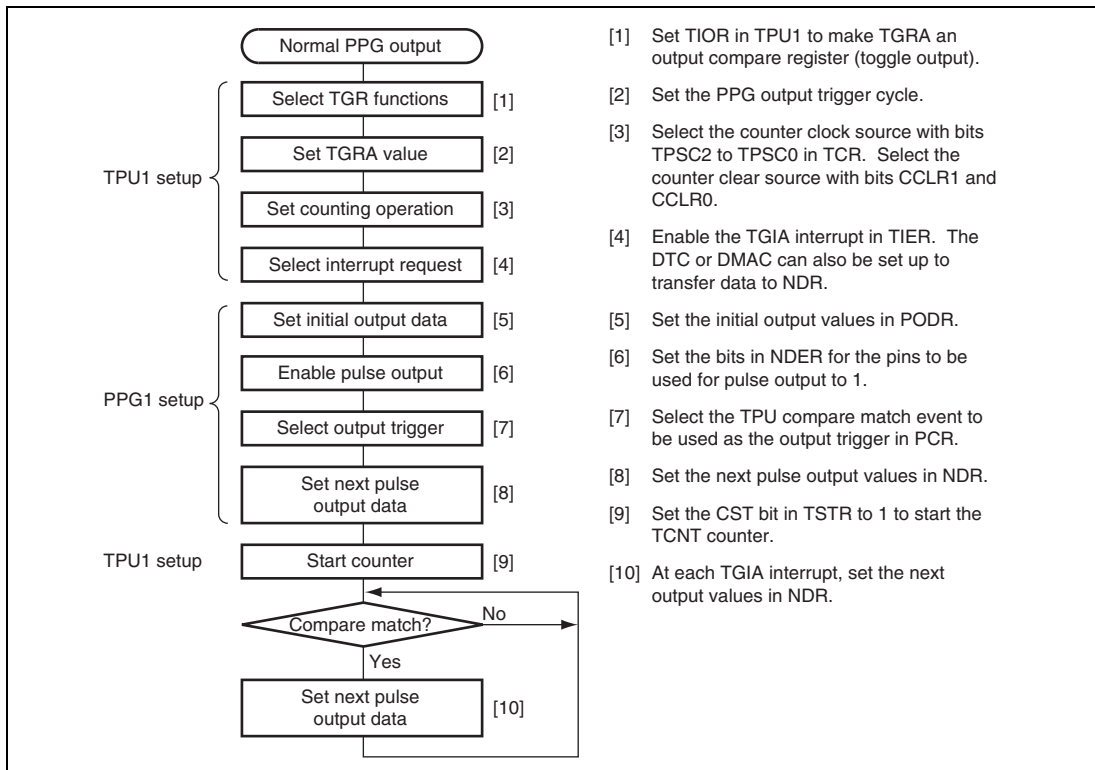 Normal PPG output
TPU1 setup
Select TGR functions [1]
Set TGRA value [2]
Set counting operation [3]
Select interrupt request [4]
PPG1 setup
Set initial output data [5]
Enable pulse output [6]
Select output trigger [7]
Set next pulse
output data [8]
TPU1 setup
Start counter [9]
Compare match?
No
Yes
Set next pulse
output data [10]
[1] Set TIOR in TPU1 to make TGRA an
output compare register (toggle output).
[2] Set the PPG output trigger cycle.
[3] Select the counter clock source with bits
TPSC2 to TPSC0 in TCR. Select the
counter clear source with bits CCLR1 and
CCLR0.
[4] Enable the TGIA interrupt in TIER. The
DTC or DMAC can also be set up to
transfer data to NDR.
[5] Set the initial output values in PODR.
[6] Set the bits in NDER for the pins to be
used for pulse output to 1.
[7] Select the TPU compare match event to
be used as the output trigger in PCR.
[8] Set the next pulse output values in NDR.
[9] Set the CST bit in TSTR to 1 to start the
TCNT counter.
[10] At each TGIA interrupt, set the next
output values in NDR.